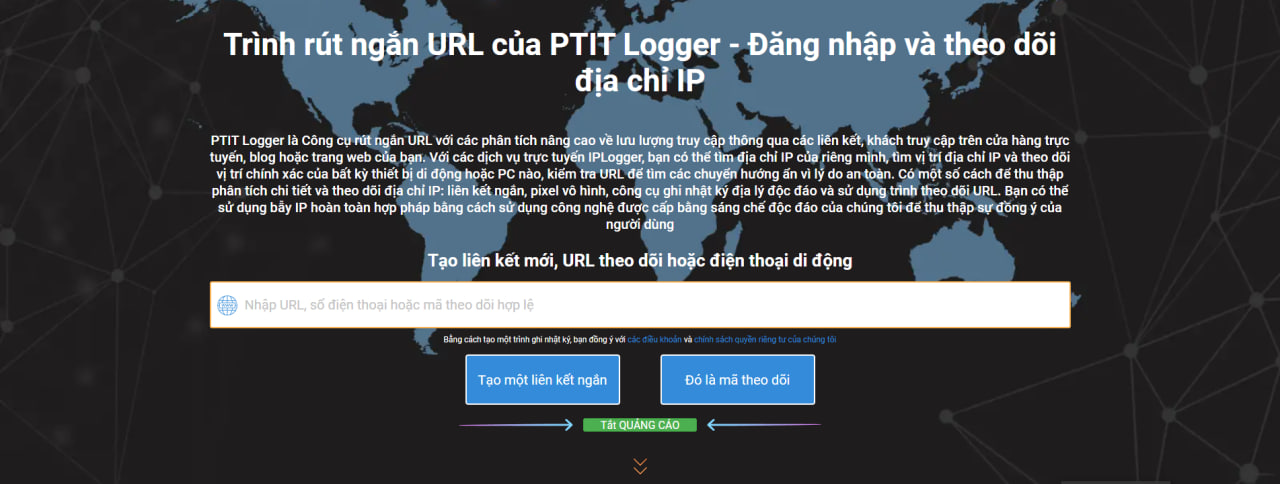 Trình rút ngắn URL của PTIT Logger - Đăng nhập và theo dõi
địa chỉ IP
PTIT Logger là Công cụ rút ngắn URL với các phân tích nâng cao về lưu lượng truy cập thông qua các liên kết, khách truy cập trên cửa hàng trực
tuyến, blog hoặc trang web của bạn. Với các dịch vụ trực tuyến IPLogger, bạn có thể tìm địa chỉ IP của riêng mình, tìm vị trí địa chỉ IP và theo dõi
vị trí chính xác của bất kỳ thiết bị di động hoặc PC nào, kiểm tra URL để tìm các chuyển hướng ẩn vì lý do an toàn. Có một số cách để thu thập
phân tích chi tiết và theo dõi địa chỉ IP: liên kết ngắn, pixel vô hình, công cụ ghi nhật ký địa lý độc đáo và sử dụng trình theo dõi URL. Bạn có thể
sử dụng bẫy IP hoàn toàn hợp pháp bằng cách sử dụng công nghệ được cấp bằng sáng chế độc đáo của chúng tôi để thu thập sự đồng ý của
người dùng
Tạo liên kết mới, URL theo dõi hoặc điện thoại di động
Nhập URL, số điện thoại hoặc mã theo dõi hợp lệ
Bằng cách tạo một trình ghi nhật ký, bạn đồng ý với các điều khoản và chính sách quyền riêng tư của chúng tôi
Tạo một liên kết ngắn
Đó là mã theo dõi
Tắt QUẢNG CÁO